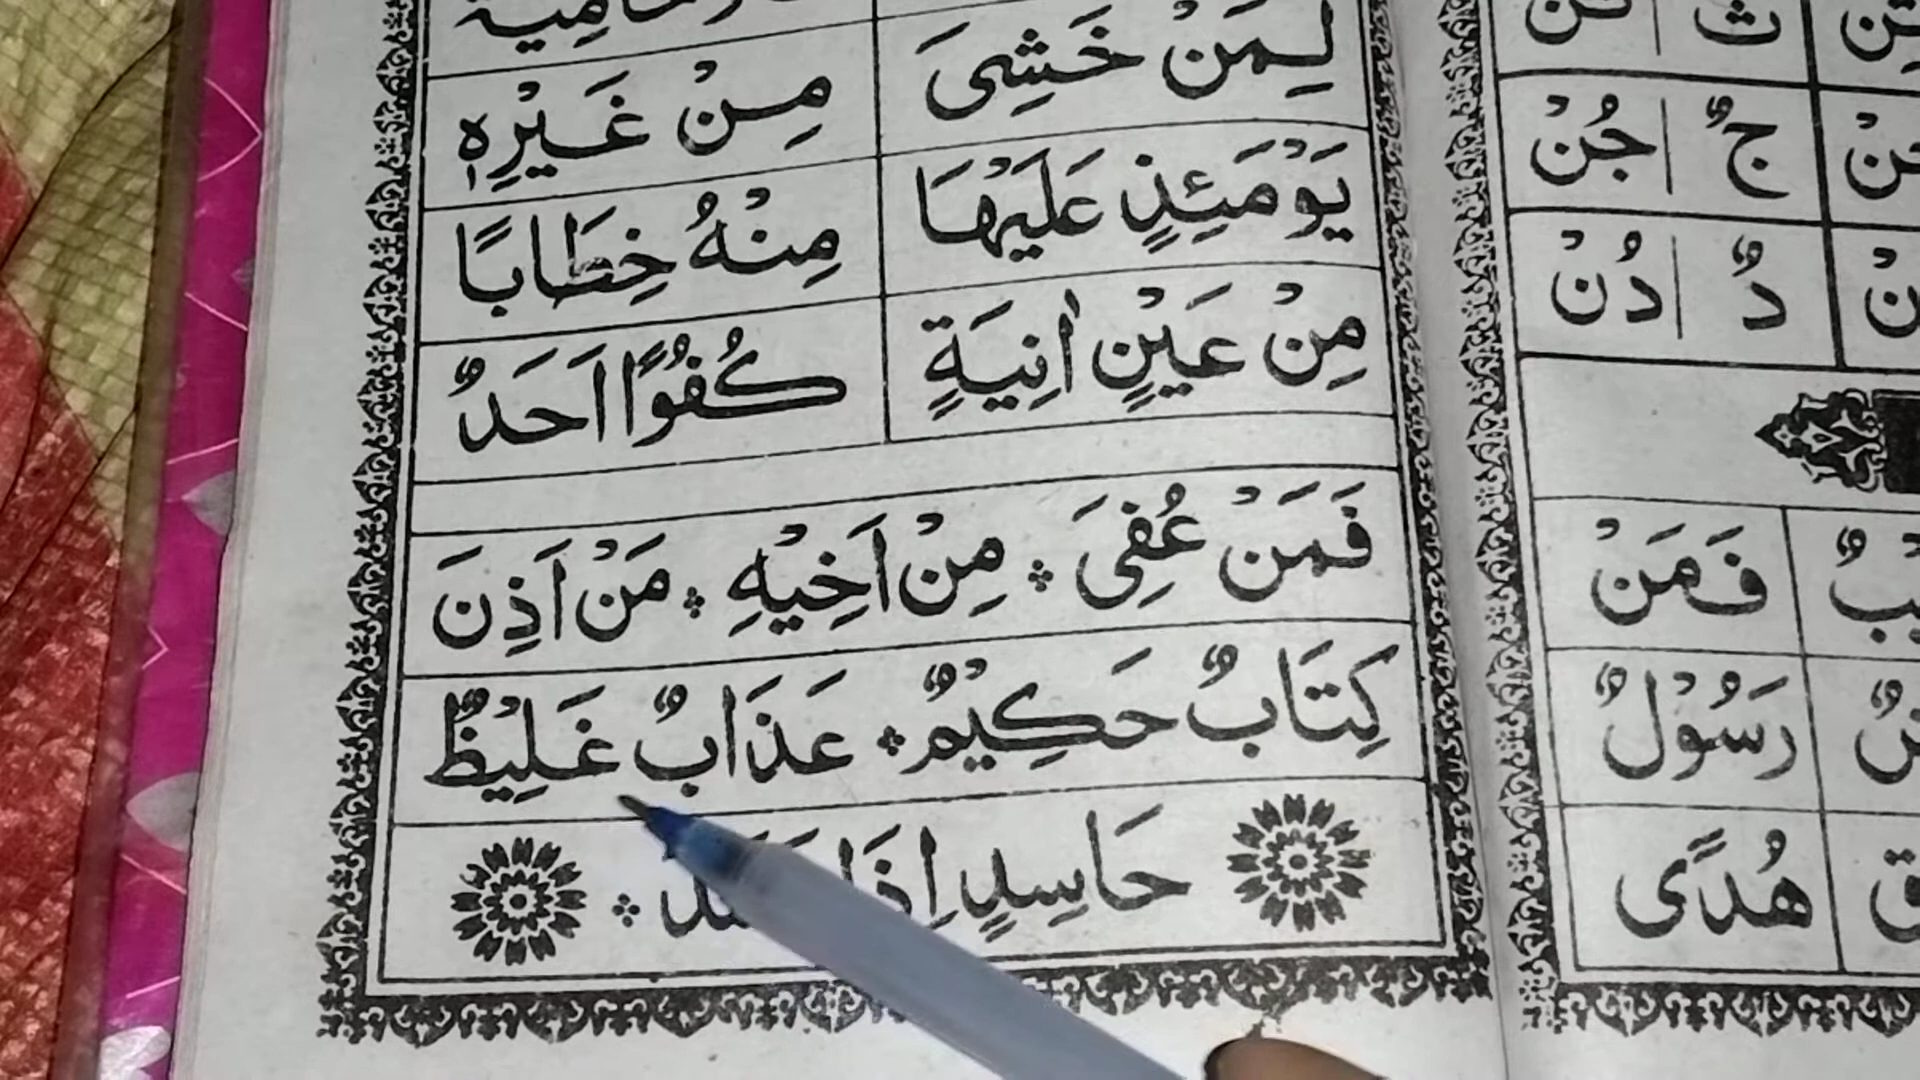 لِمَنْ خَشِیَ
مِنْ غَيْرِهٖ
يَوْمَئِذٍ عَلَيْهَا
مِنْهُ خِطَابًا
مِنْ عَيْنٍ اٰنِيَةٍ
كُفُوًا اَحَدٌ
فَمَنْ عُفِیَ ۞ مِنْ اَخِيْهِ ۞ مَنْ اَذِنَ
كِتَابٌ حَكِيْمٌ ۞ عَذَابٌ غَلِيْظٌ
حَاسِدٍ اِذَا
جٌ جُنْ
دٌ دُنْ
فَمَنْ
رَسُوْلٌ
هُدًی